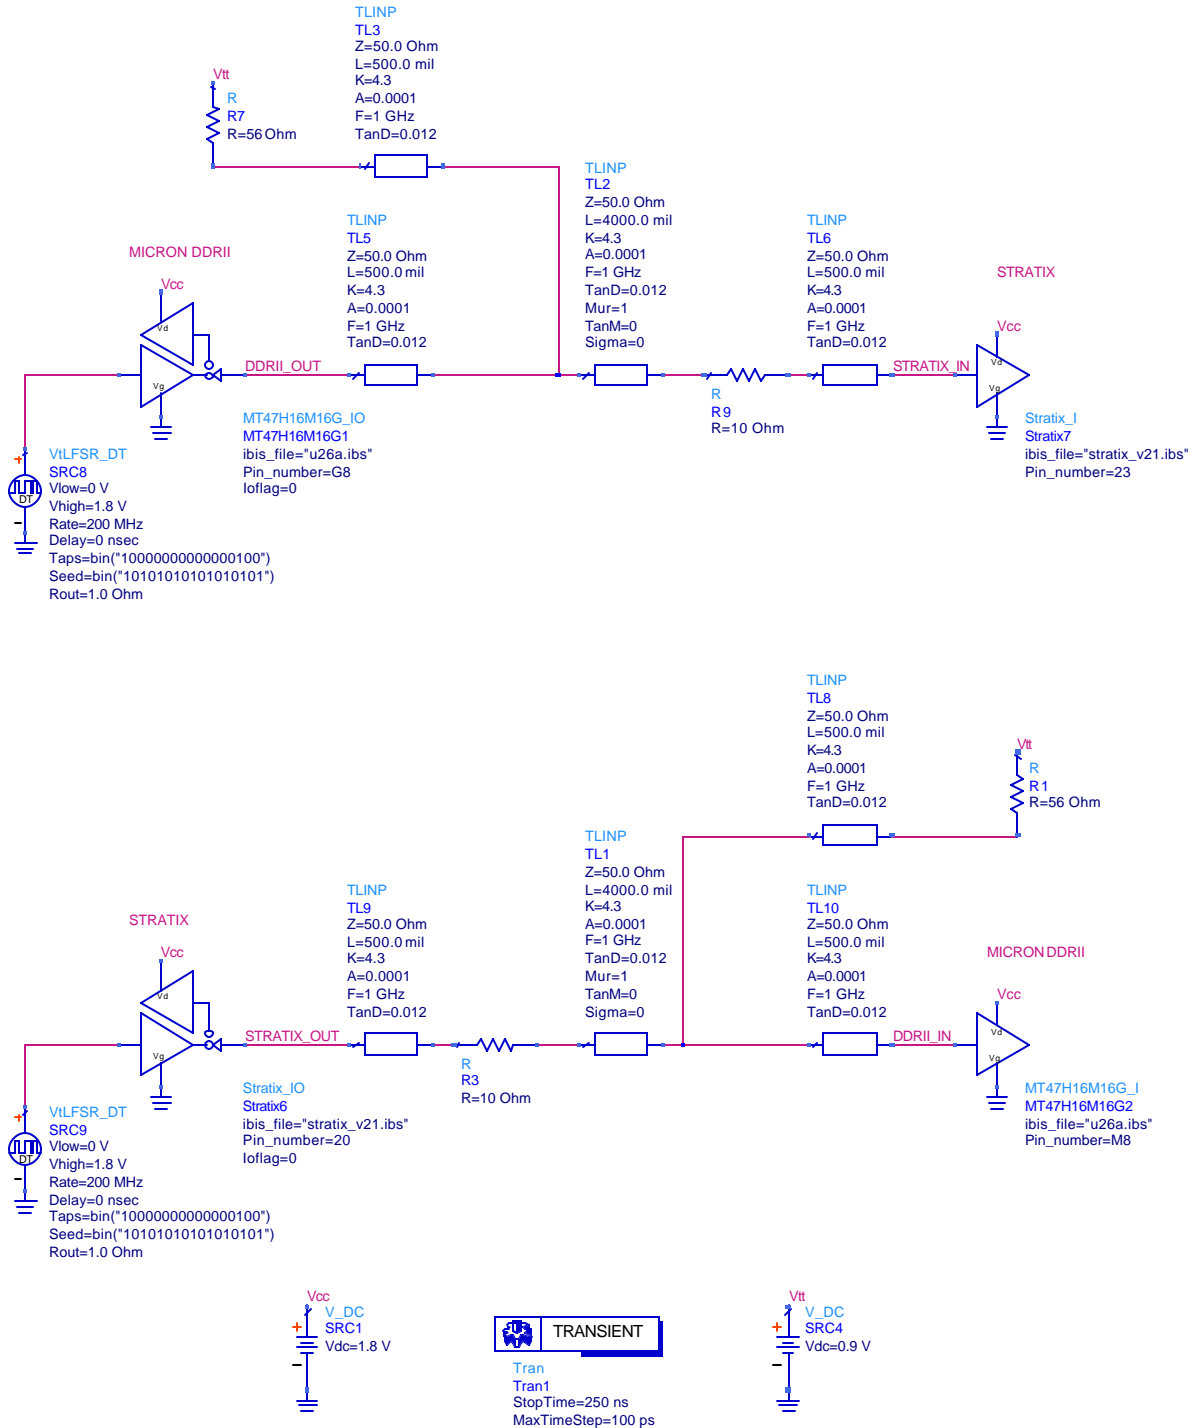 TLINP
TL3
Z=50.0 Ohm
L=500.0 mil
K=4.3
A=0.0001
F=1 GHz
TanD=0.012
Vtt
R
R7
R=56 Ohm
TLINP
TL2
Z=50.0 Ohm
L=4000.0 mil
K=4.3
A=0.0001
F=1 GHz
TanD=0.012
Mur=1
TanM=0
Sigma=0
TLINP
TL5
Z=50.0 Ohm
L=500.0 mil
K=4.3
A=0.0001
F=1 GHz
TanD=0.012
TLINP
TL6
Z=50.0 Ohm
L=500.0 mil
K=4.3
A=0.0001
F=1 GHz
TanD=0.012
MICRON DDRII
Vcc
Vd
Vg
DDRII_OUT
MT47H16M16G_IO
MT47H16M16G1
ibis_file="u26a.ibs"
Pin_number=G8
Ioflag=0
R
R9
R=10 Ohm
STRATIX
Vcc
Vd
Vg
STRATIX_IN
Stratix_I
Stratix7
ibis_file="stratix_v21.ibs"
Pin_number=23
VtLFSR_DT
SRC8
Vlow=0 V
Vhigh=1.8 V
Rate=200 MHz
Delay=0 nsec
Taps=bin("10000000000000100")
Seed=bin("10101010101010101")
Rout=1.0 Ohm
DT
TLINP
TL8
Z=50.0 Ohm
L=500.0 mil
K=4.3
A=0.0001
F=1 GHz
TanD=0.012
Vtt
R
R1
R=56 Ohm
TLINP
TL1
Z=50.0 Ohm
L=4000.0 mil
K=4.3
A=0.0001
F=1 GHz
TanD=0.012
Mur=1
TanM=0
Sigma=0
TLINP
TL9
Z=50.0 Ohm
L=500.0 mil
K=4.3
A=0.0001
F=1 GHz
TanD=0.012
TLINP
TL10
Z=50.0 Ohm
L=500.0 mil
K=4.3
A=0.0001
F=1 GHz
TanD=0.012
STRATIX
Vcc
Vd
Vg
STRATIX_OUT
Stratix_IO
Stratix6
ibis_file="stratix_v21.ibs"
Pin_number=20
Ioflag=0
R
R3
R=10 Ohm
MICRON DDRII
Vcc
Vd
Vg
DDRII_IN
MT47H16M16G_I
MT47H16M16G2
ibis_file="u26a.ibs"
Pin_number=M8
VtLFSR_DT
SRC9
Vlow=0 V
Vhigh=1.8 V
Rate=200 MHz
Delay=0 nsec
Taps=bin("10000000000000100")
Seed=bin("10101010101010101")
Rout=1.0 Ohm
DT
Vcc
V_DC
SRC1
Vdc=1.8 V
TRANSIENT
Tran
Tran1
StopTime=250 ns
MaxTimeStep=100 ps
Vtt
V_DC
SRC4
Vdc=0.9 V